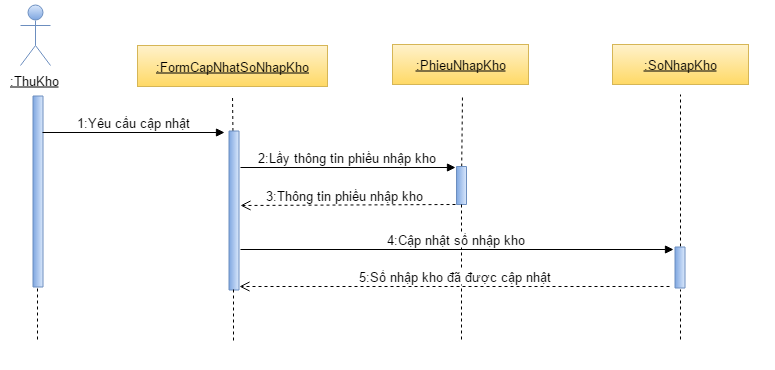 :ThuKho
:FormCapNhatSoNhapKho
:PhieuNhapKho
:SoNhapKho
1:Yêu cầu cập nhật
2:Lấy thông tin phiếu nhập kho
3:Thông tin phiếu nhập kho
4:Cập nhật sổ nhập kho
5:Sổ nhập kho đã được cập nhật